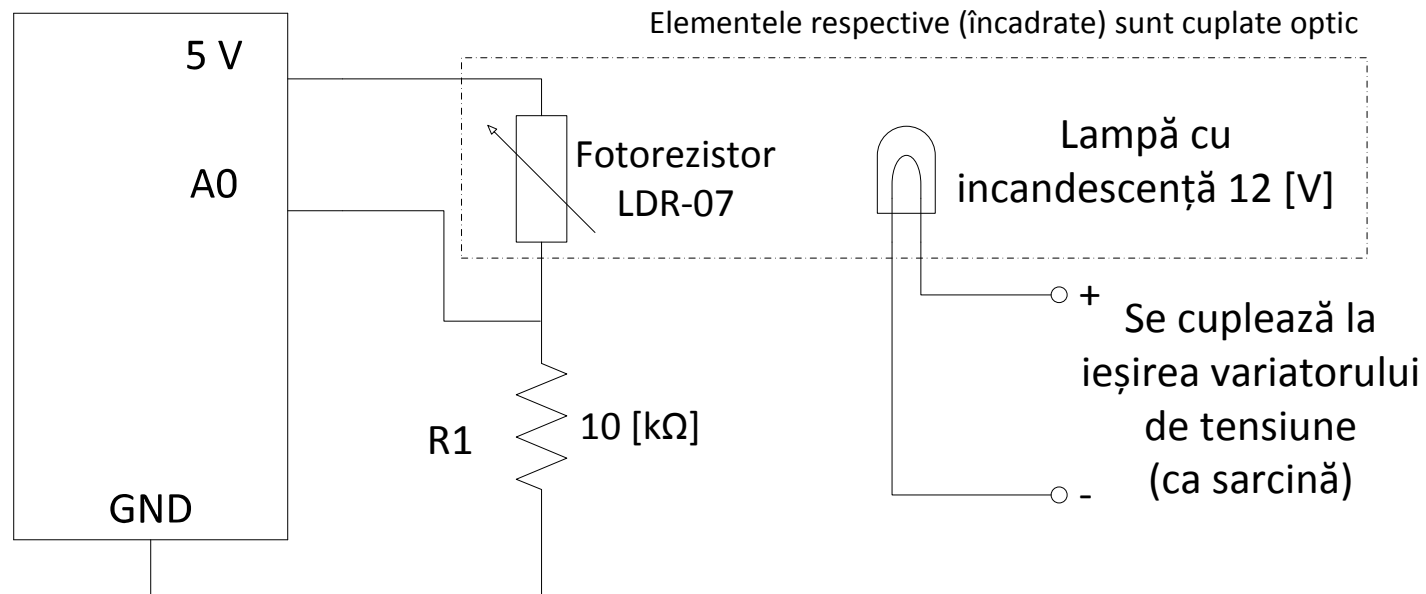 Elementele respective (încadrate) sunt cuplate optic
5 V
A0
GND
Fotorezistor
LDR-07
Lampă cu
incandescență 12 [V]
+
-
Se cuplează la
ieșirea variatorului
de tensiune
(ca sarcină)
R1
10 [kΩ]